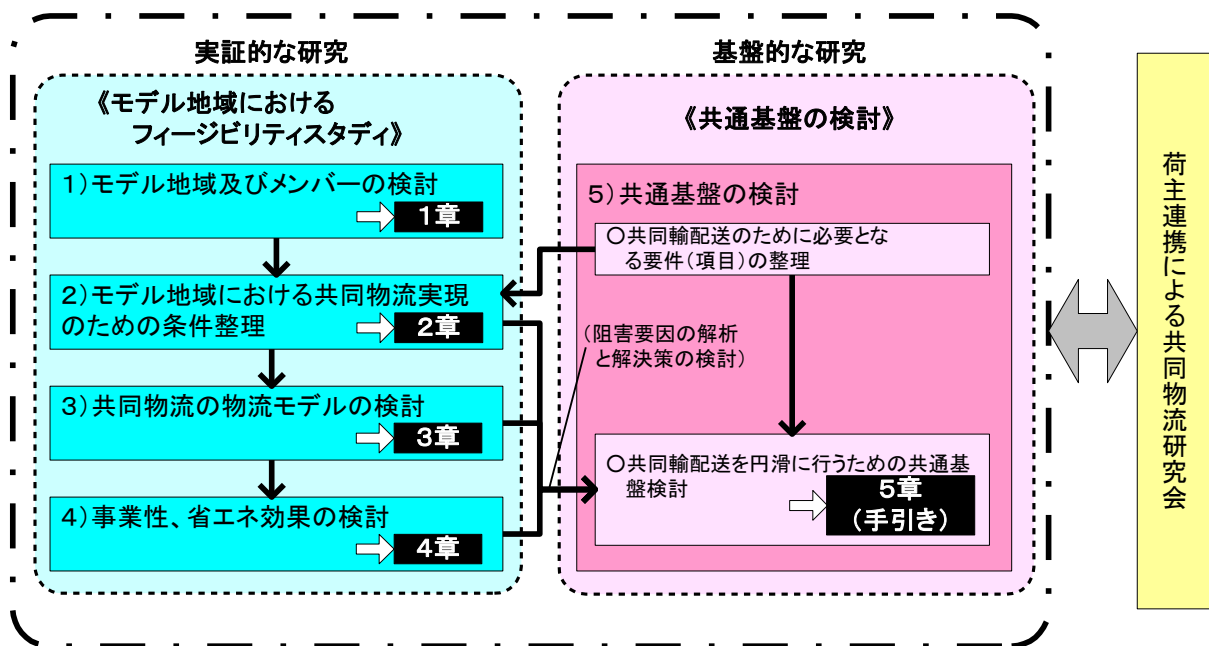 実証的な研究
《モデル地域における
フィージビリティスタディ》
1)モデル地域及びメンバーの検討
1章
2)モデル地域における共同物流実現
のための条件整理
2章
3)共同物流の物流モデルの検討
3章
4)事業性、省エネ効果の検討
4章
(阻害要因の解析
と解決策の検討)
基盤的な研究
《共通基盤の検討》
5)共通基盤の検討
○共同輸配送のために必要とな
る要件(項目)の整理
○共同輸配送を円滑に行うための共通基
盤検討
5章
(手引き)
荷主連携による共同物流研究会